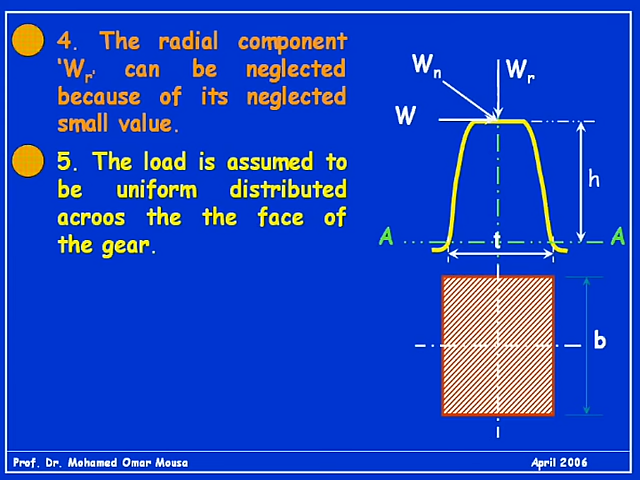 4. The radial component
'Wr' can be neglected
because of its neglected
small value.
5. The load is assumed to
be uniform distributed
acroos the the face of
the gear.
Wn
Wr
W
h
A
A
t
b
Prof. Dr. Mohamed Omar Mousa
April 2006